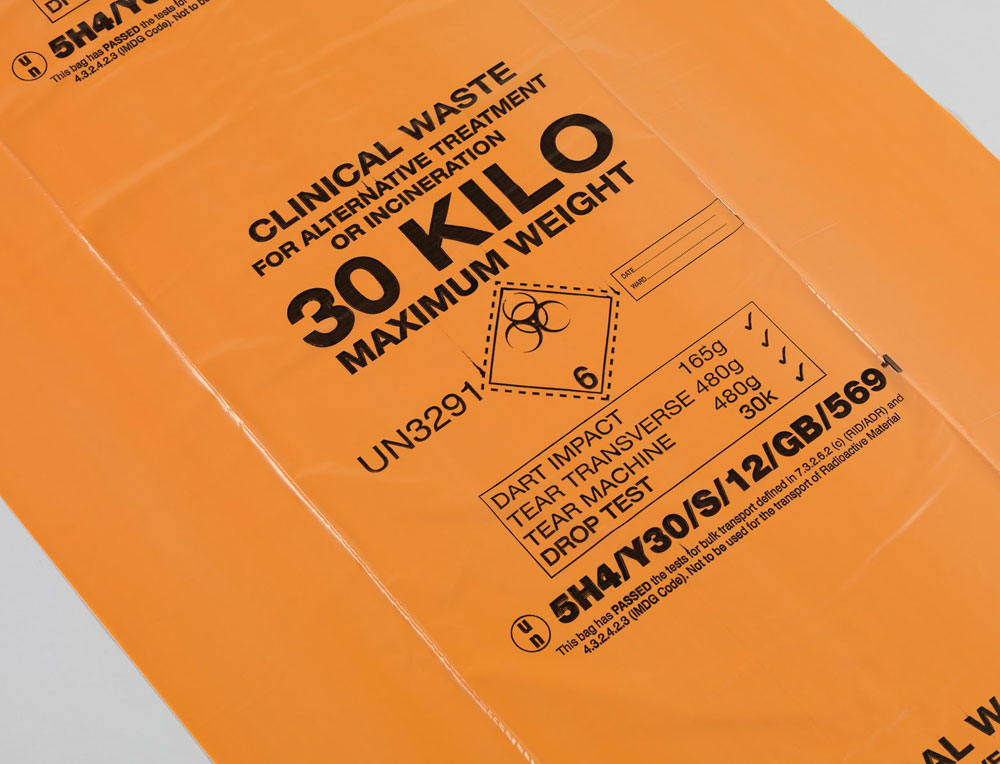 5H4/Y
This bag has PASSED the tests for
4.3.2.4.2.3 (IMDG Code). Not to be
un
CLINICAL WASTE
FOR ALTERNATIVE TREATMENT
OR INCINERATION
30 KILO
MAXIMUM WEIGHT
DATE
WARD
UN3291
6
DART IMPACT 165g ✓
TEAR TRANSVERSE 480g ✓
TEAR MACHINE 480g ✓
DROP TEST 30k ✓
un
5H4/Y30/S/12/GB/5691
This bag has PASSED the tests for bulk transport defined in 7.3.2.6.2 (c) (RID/ADR) and
4.3.2.4.2.3 (IMDG Code). Not to be used for the transport of Radioactive Material
AL W